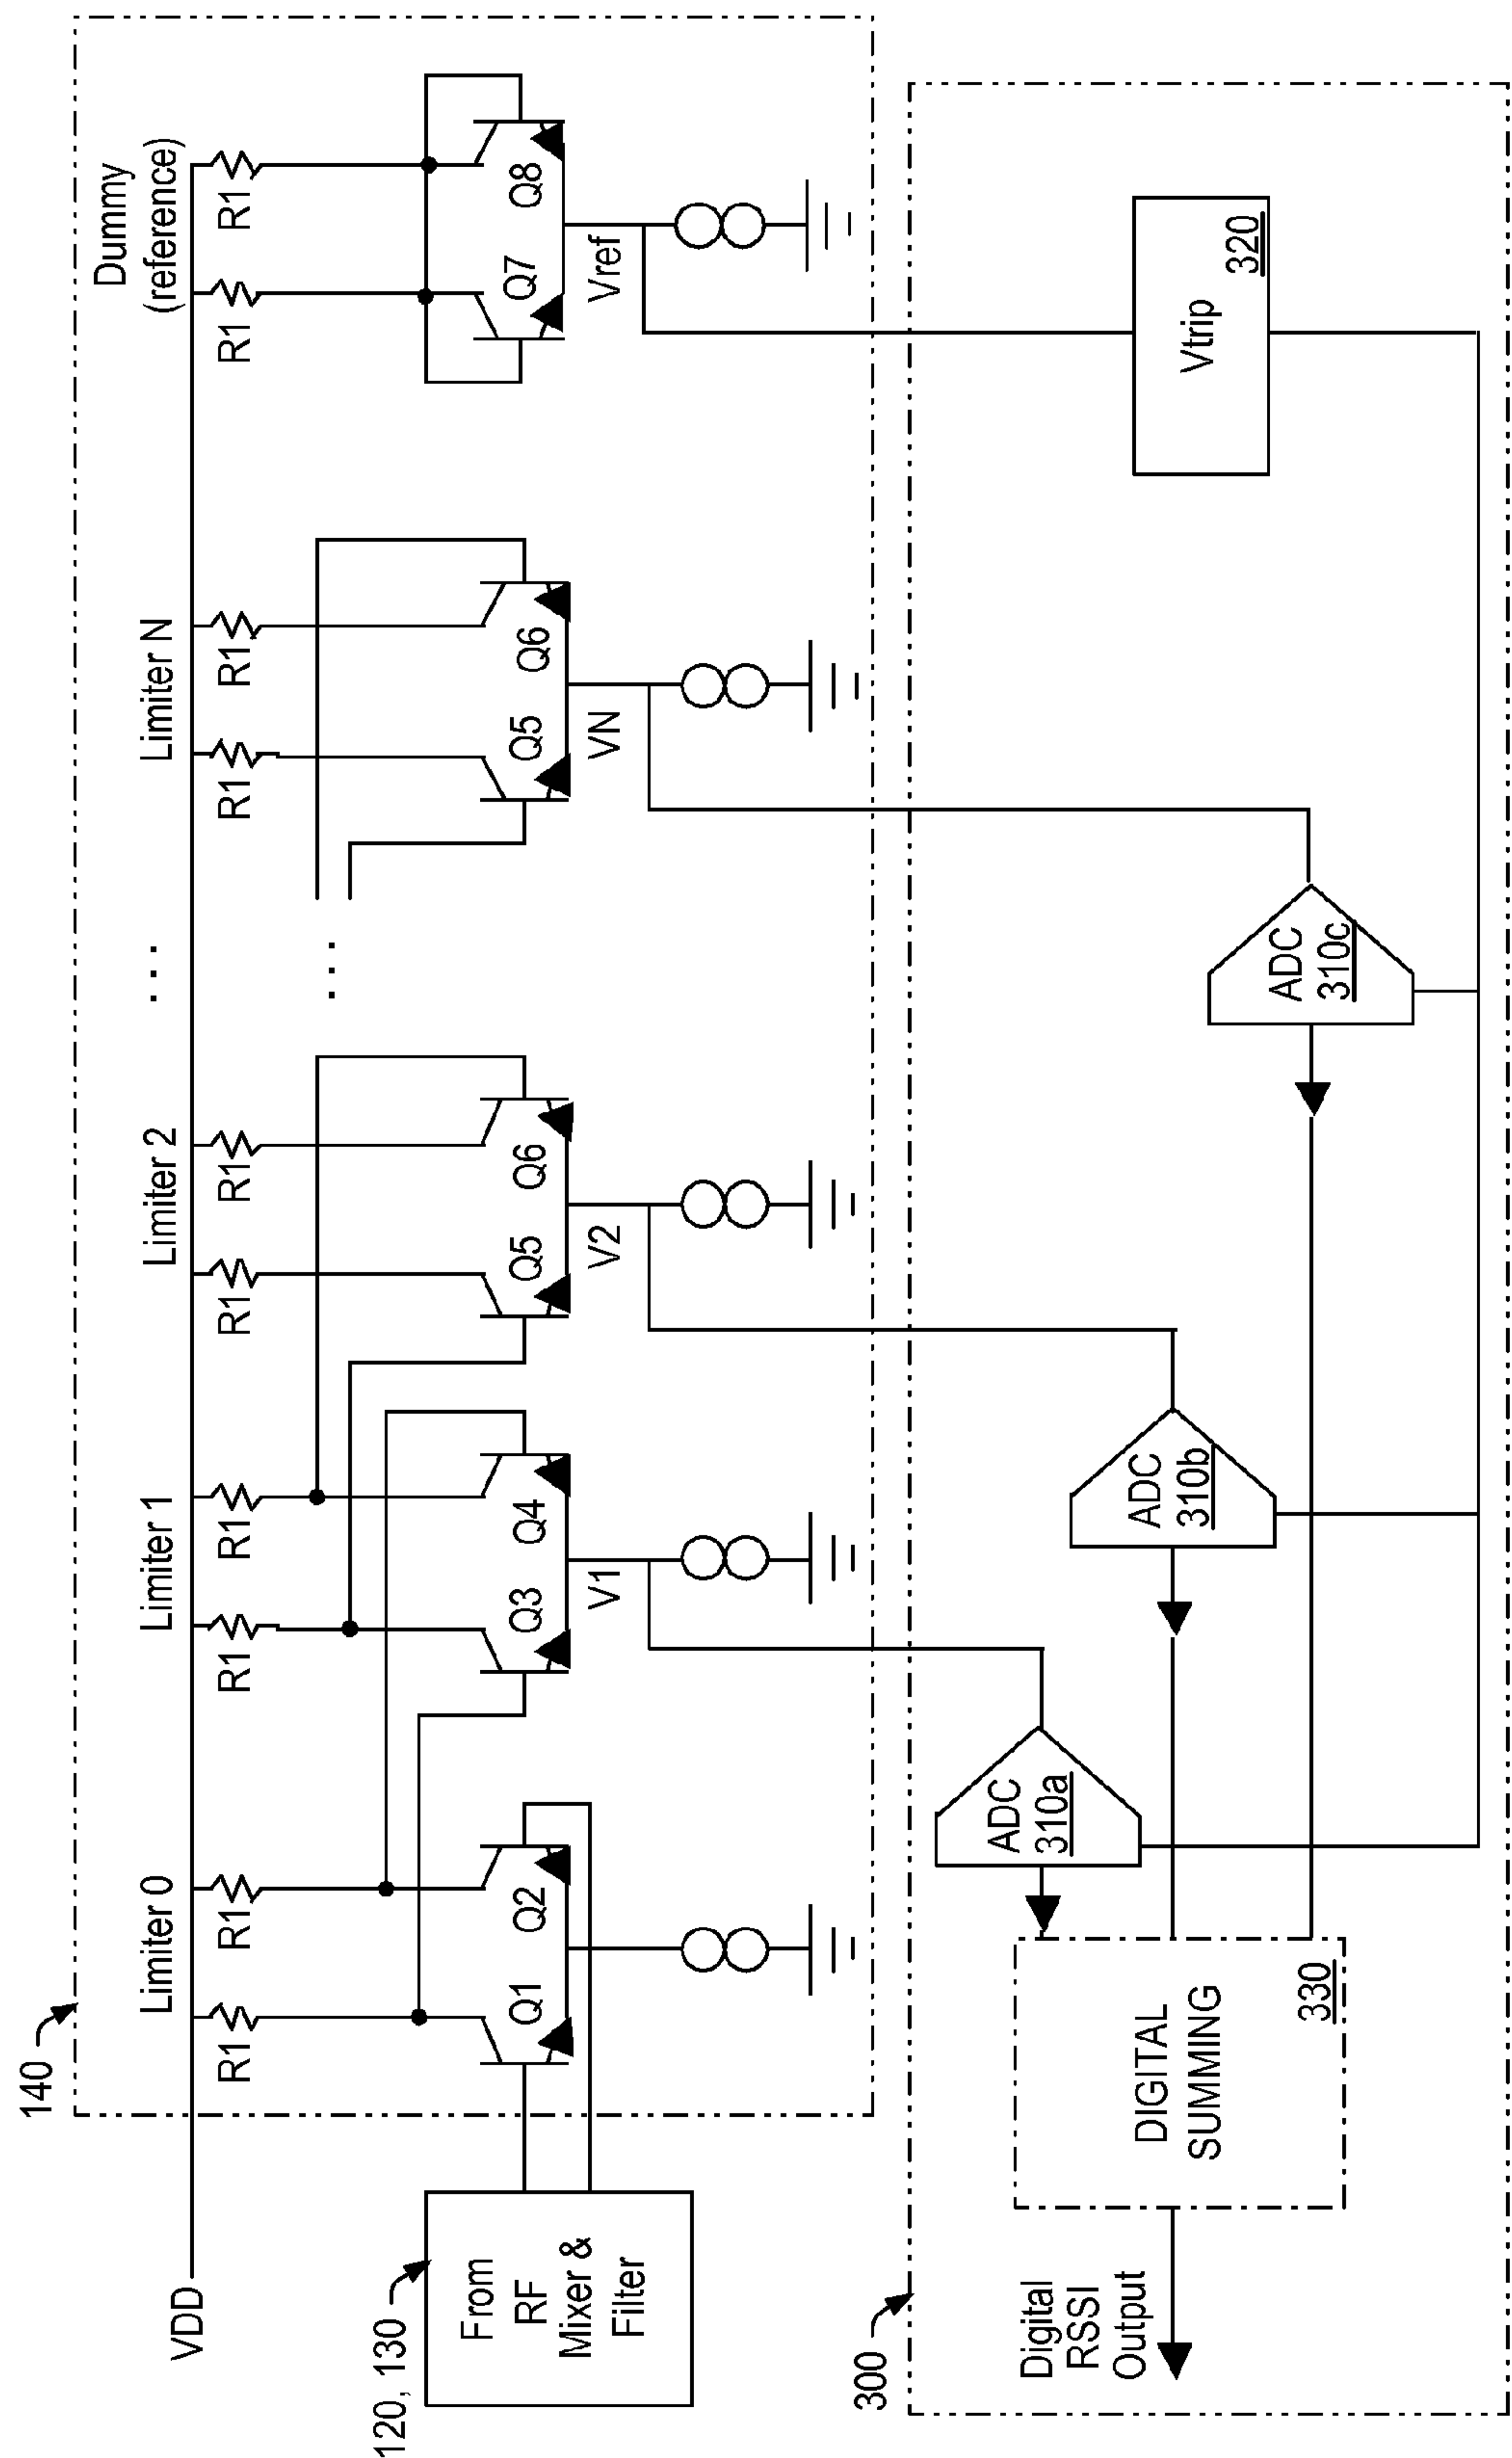 140
Limiter 0
Limiter 1
Limiter 2
. . .
Limiter N
Dummy
(reference)
VDD
R1
R1
R1
R1
R1
R1
R1
R1
R1
R1
. . .
120, 130
From
RF
Mixer &
Filter
Q1
Q2
Q3
Q4
Q5
Q6
Q5
Q6
Q7
Q8
V1
V2
VN
Vref
300
ADC
310a
ADC
310b
ADC
310c
Vtrip
320
Digital
RSSI
Output
DIGITAL
SUMMING
330